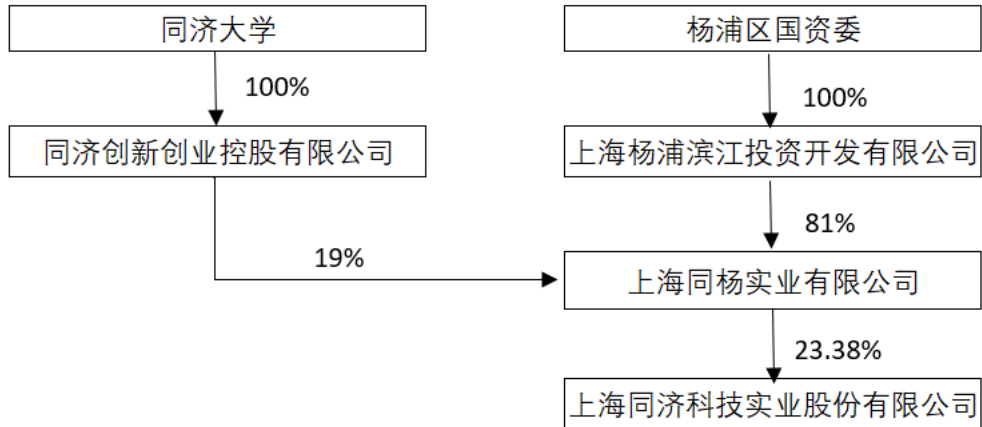 同济大学
杨浦区国资委
100%
100%
同济创新创业控股有限公司
上海杨浦滨江投资开发有限公司
81%
19%
上海同杨实业有限公司
23.38%
上海同济科技实业股份有限公司